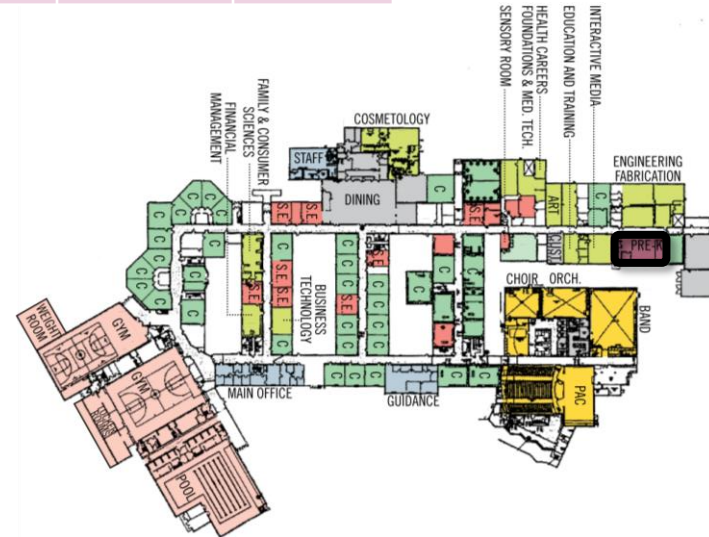 INTERACTIVE MEDIA
EDUCATION AND TRAINING
HEALTH CAREERS
FOUNDATIONS & MED. TECH.
SENSORY ROOM
FAMILY & CONSUMER
SCIENCES
FINANCIAL
MANAGEMENT
COSMETOLOGY
STAFF
DINING
ENGINEERING
FABRICATION
ART
CUST
PRE-K
C
C
C
C
C
C
C
C
C
C
C
C
S.E
S.E
S.E
S.E
S.E
S.E
S.E
S.E
BUSINESS
TECHNOLOGY
CHOIR
ORCH.
BAND
PAC
WEIGHT
ROOM
GYM
GYM
POOL
MAIN OFFICE
GUIDANCE
C
C
C
C
C
C
C
C
C
C
C
C